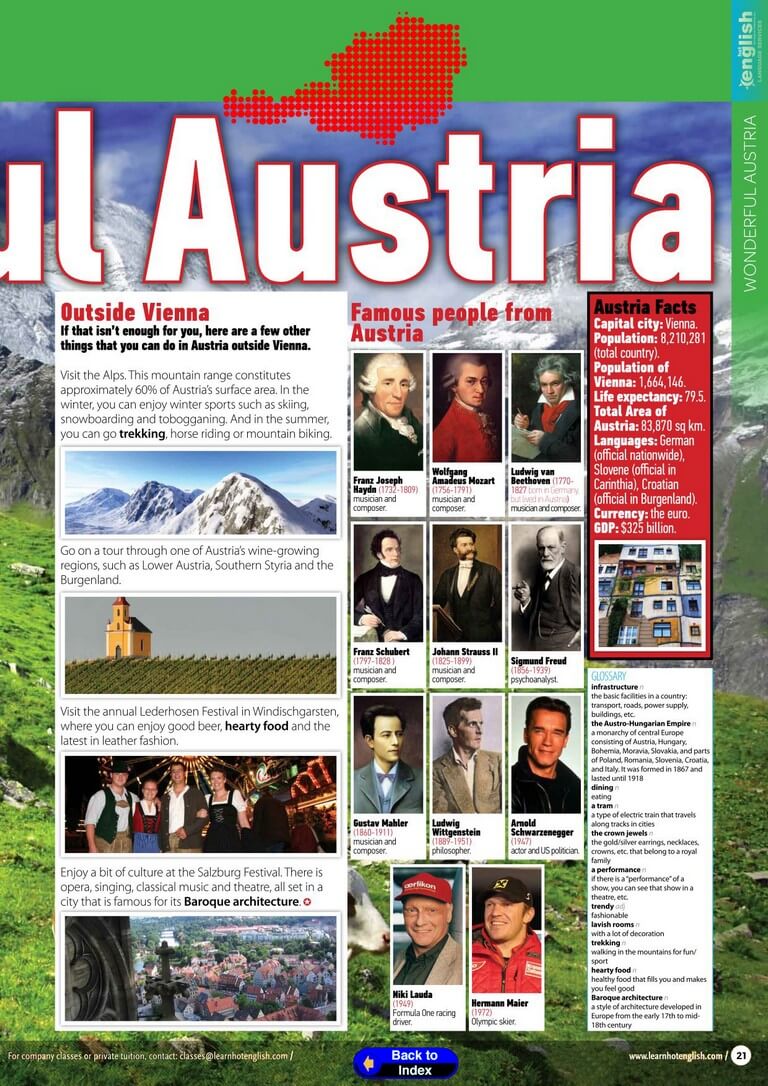 english
LANGUAGE SERVICES
WONDERFUL AUSTRIA
ul Austria
Outside Vienna
If that isn't enough for you, here are a few other
things that you can do in Austria outside Vienna.
Visit the Alps. This mountain range constitutes
approximately 60% of Austria's surface area. In the
winter, you can enjoy winter sports such as skiing,
snowboarding and tobogganing. And in the summer,
you can go trekking, horse riding or mountain biking.
Go on a tour through one of Austria's wine-growing
regions, such as Lower Austria, Southern Styria and the
Burgenland.
Visit the annual Lederhosen Festival in Windischgarsten,
where you can enjoy good beer, hearty food and the
latest in leather fashion.
Enjoy a bit of culture at the Salzburg Festival. There is
opera, singing, classical music and theatre, all set in a
city that is famous for its Baroque architecture.
Famous people from
Austria
Franz Joseph
Haydn (1732-1809)
musician and
composer.
Wolfgang
Amadeus Mozart
(1756-1791)
musician and
composer.
Ludwig van
Beethoven (1770-
1827 born in Germany,
but lived in Austria)
musician and composer.
Franz Schubert
(1797-1828 )
musician and
composer.
Johann Strauss II
(1825-1899)
musician and
composer.
Sigmund Freud
(1856-1939)
psychoanalyst.
Gustav Mahler
(1860-1911)
musician and
composer.
Ludwig
Wittgenstein
(1889-1951)
philosopher.
Arnold
Schwarzenegger
(1947)
actor and US politician.
oerlikon
Niki Lauda
(1949)
Formula One racing
driver.
Hermann Maier
(1972)
Olympic skier.
Austria Facts
Capital city: Vienna.
Population: 8,210,281
(total country).
Population of
Vienna: 1,664,146.
Life expectancy: 79.5.
Total Area of
Austria: 83,870 sq km.
Languages: German
(official nationwide),
Slovene (official in
Carinthia), Croatian
(official in Burgenland).
Currency: the euro.
GDP: $325 billion.
GLOSSARY
infrastructure n
the basic facilities in a country:
transport, roads, power supply,
buildings, etc.
the Austro-Hungarian Empire n
a monarchy of central Europe
consisting of Austria, Hungary,
Bohemia, Moravia, Slovakia, and parts
of Poland, Romania, Slovenia, Croatia,
and Italy. It was formed in 1867 and
lasted until 1918
dining n
eating
a tram n
a type of electric train that travels
along tracks in cities
the crown jewels n
the gold/silver earrings, necklaces,
crowns, etc. that belong to a royal
family
a performance n
if there is a "performance" of a
show, you can see that show in a
theatre, etc.
trendy adj
fashionable
lavish rooms n
with a lot of decoration
trekking n
walking in the mountains for fun/
sport
hearty food n
healthy food that fills you and makes
you feel good
Baroque architecture n
a style of architecture developed in
Europe from the early 17th to mid-
18th century
For company classes or private tuition, contact: classes@learnhotenglish.com /
Back to
Index
www.learnhotenglish.com / 21